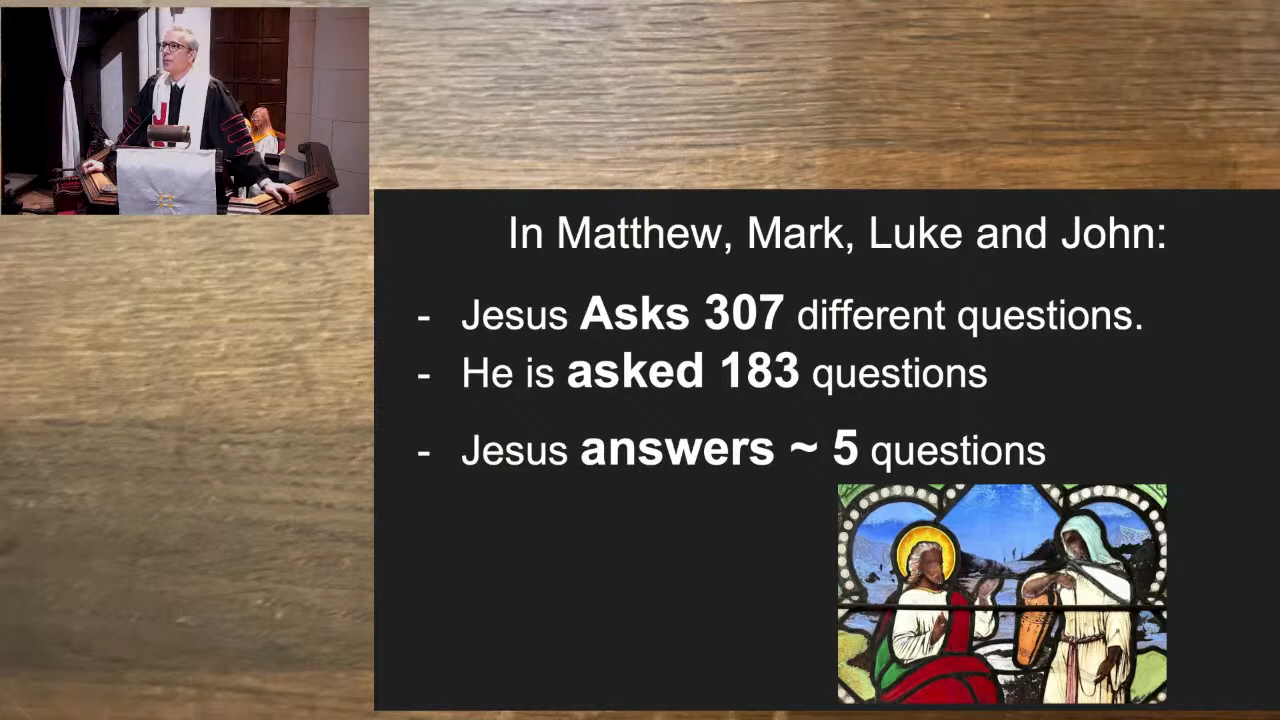 In Matthew, Mark, Luke and John:
- Jesus Asks 307 different questions.
- He is asked 183 questions
- Jesus answers ~ 5 questions